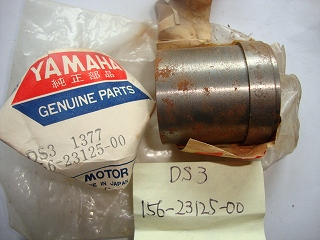 YAMAHA
純正部品
GENUINE PARTS
DS3 1377
156-23125-00
MOTOR
MADE IN JAPAN
DS3
156-23125-00